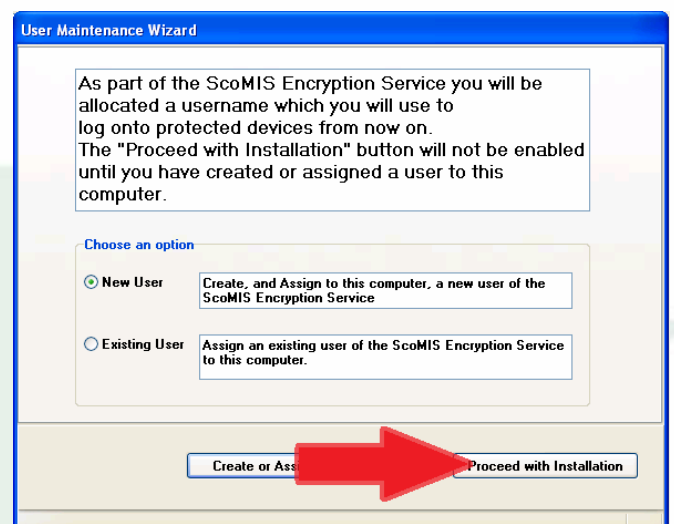 User Maintenance Wizard
As part of the ScoMIS Encryption Service you will be
allocated a username which you will use to
log onto protected devices from now on.
The "Proceed with Installation" button will not be enabled
until you have created or assigned a user to this
computer.
Choose an option
New User
Create, and Assign to this computer, a new user of the
ScoMIS Encryption Service
Existing User
Assign an existing user of the ScoMIS Encryption Service
to this computer.
Create or
Proceed with Installation